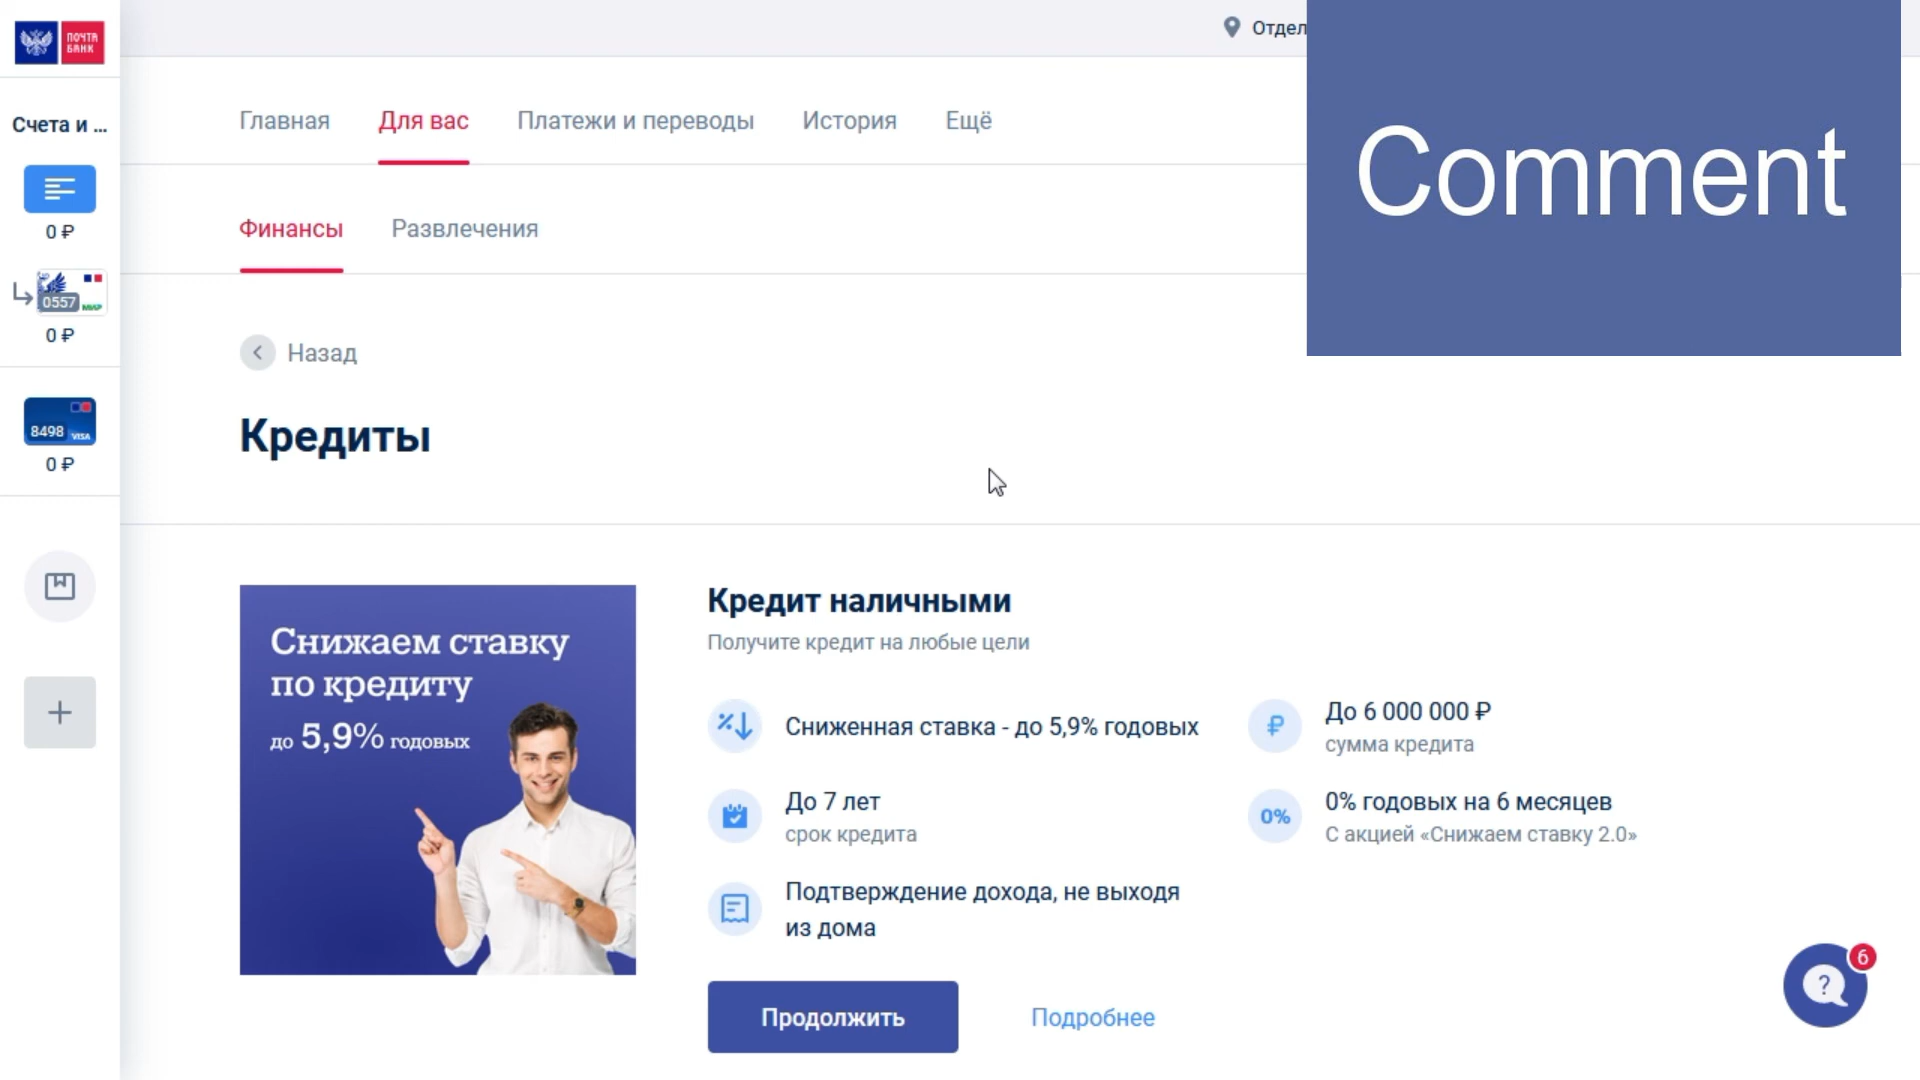 ПОЧТА
БАНК
Отдел
Comment
Главная
Для вас
Платежи и переводы
История
Ещё
Счета и ...
0 ₽
0557
МИР
0 ₽
8498
VISA
0 ₽
Финансы
Развлечения
Назад
Кредиты
Снижаем ставку
по кредиту
до 5,9% годовых
Кредит наличными
Получите кредит на любые цели
Сниженная ставка - до 5,9% годовых
До 6 000 000 ₽
сумма кредита
До 7 лет
срок кредита
0%
0% годовых на 6 месяцев
С акцией «Снижаем ставку 2.0»
Подтверждение дохода, не выходя
из дома
Продолжить
Подробнее
6